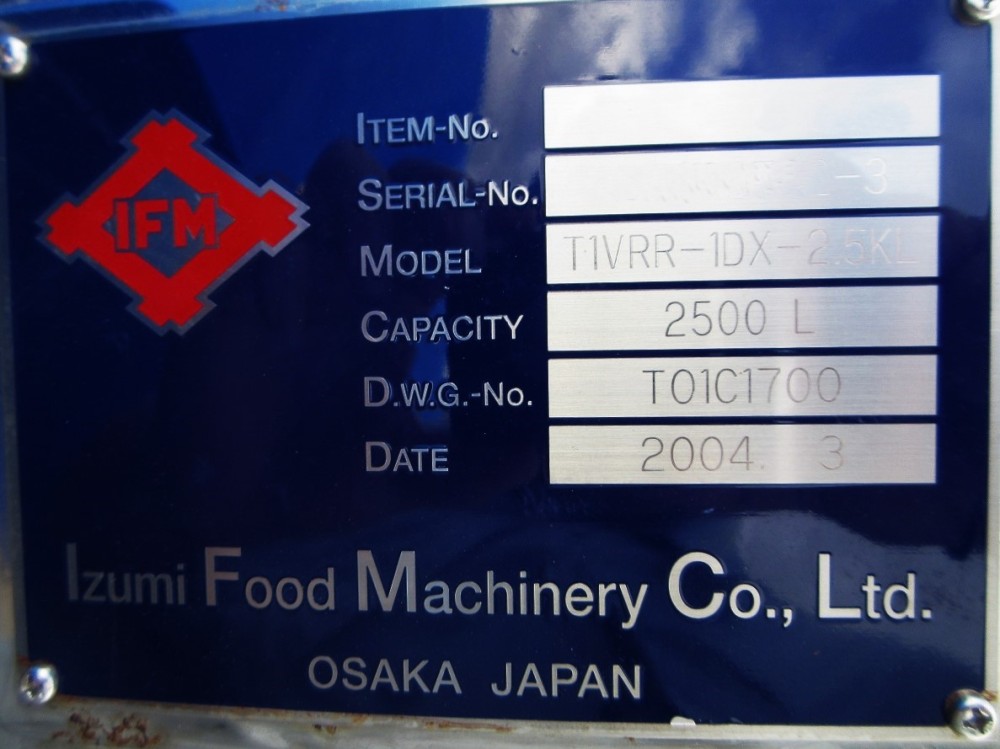 IFM
ITEM-NO.
SERIAL-NO. -3
MODEL T1VRR-1DX-2.5KL
CAPACITY 2500 L
D.W.G.-NO. T01C1700
DATE 2004. 3
Izumi Food Machinery Co., Ltd.
OSAKA JAPAN